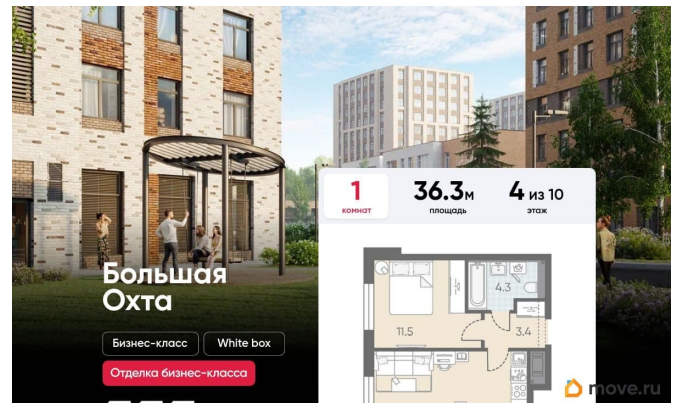 1
комнат
36.3м
площадь
4 из 10
этаж
4.3
11.5
3.4
Большая
Охта
Бизнес-класс
White box
Отделка бизнес-класса
move.ru